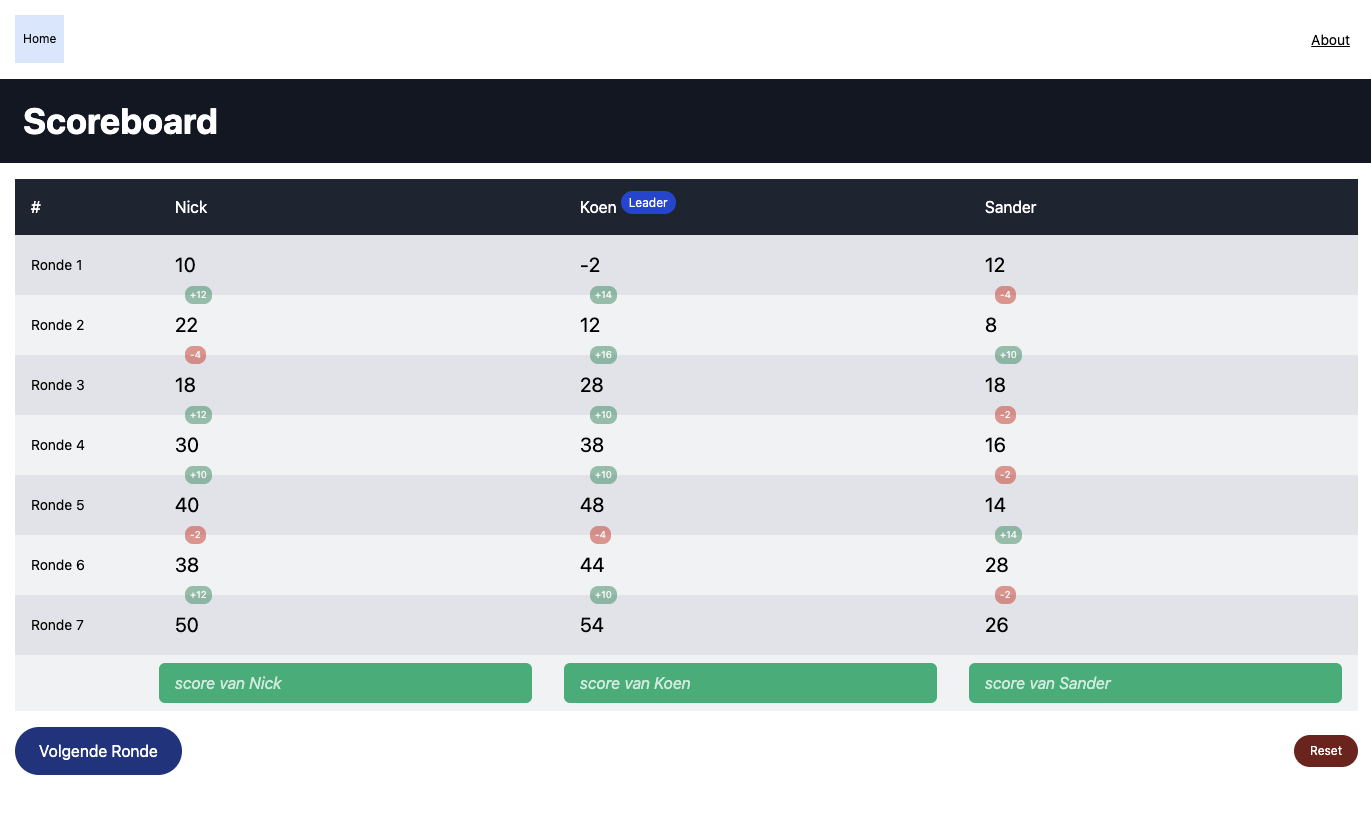 Home About
Scoreboard
# Nick Koen Leader Sander
Ronde 1 10 -2 12
+12 +14 -4
Ronde 2 22 12 8
-4 +16 +10
Ronde 3 18 28 18
+12 +10 -2
Ronde 4 30 38 16
+10 +10 -2
Ronde 5 40 48 14
-2 -4 +14
Ronde 6 38 44 28
+12 +10 -2
Ronde 7 50 54 26
score van Nick score van Koen score van Sander
Volgende Ronde Reset